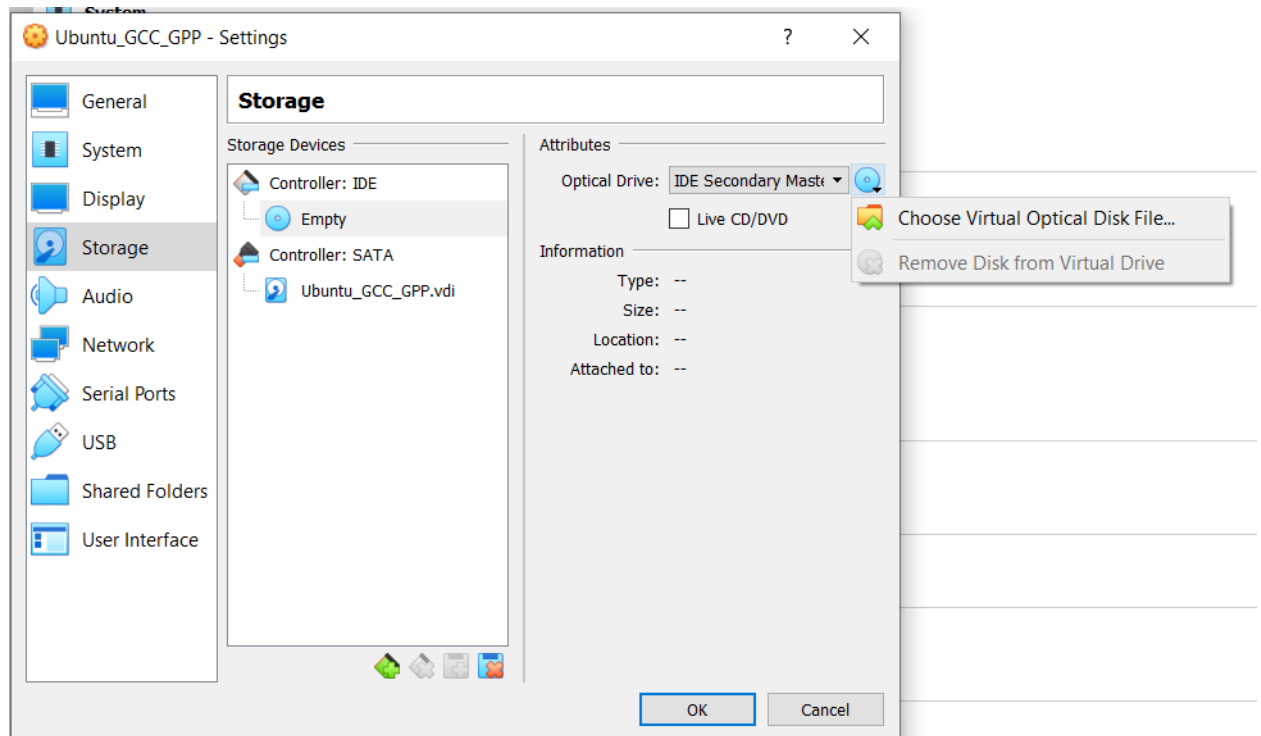 System
Ubuntu_GCC_GPP - Settings
?
General
System
Display
Storage
Audio
Network
Serial Ports
USB
Shared Folders
User Interface
Storage
Storage Devices
Controller: IDE
Empty
Controller: SATA
Ubuntu_GCC_GPP.vdi
Attributes
Optical Drive: IDE Secondary Maste
Live CD/DVD
Information
Type: --
Size: --
Location: --
Attached to: --
Choose Virtual Optical Disk File...
Remove Disk from Virtual Drive
OK
Cancel